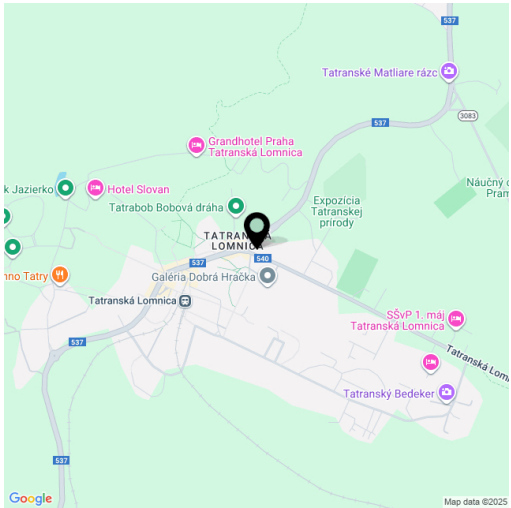 537
Tatranské Matliare rázc
3083
537
Grandhotel Praha
Tatranská Lomnica
k Jazierko
Hotel Slovan
Náučný c
Pram
Expozícia
Tatranskej
prírody
Tatrabob Bobová dráha
TATRANSKÁ
LOMNICA
537
540
Galéria Dobrá Hračka
nno Tatry
Tatranská Lomnica
SŠvP 1. máj
Tatranská Lomnica
537
Tatranská Lomn
Tatranský Bedeker
537
Google
Map data ©2025